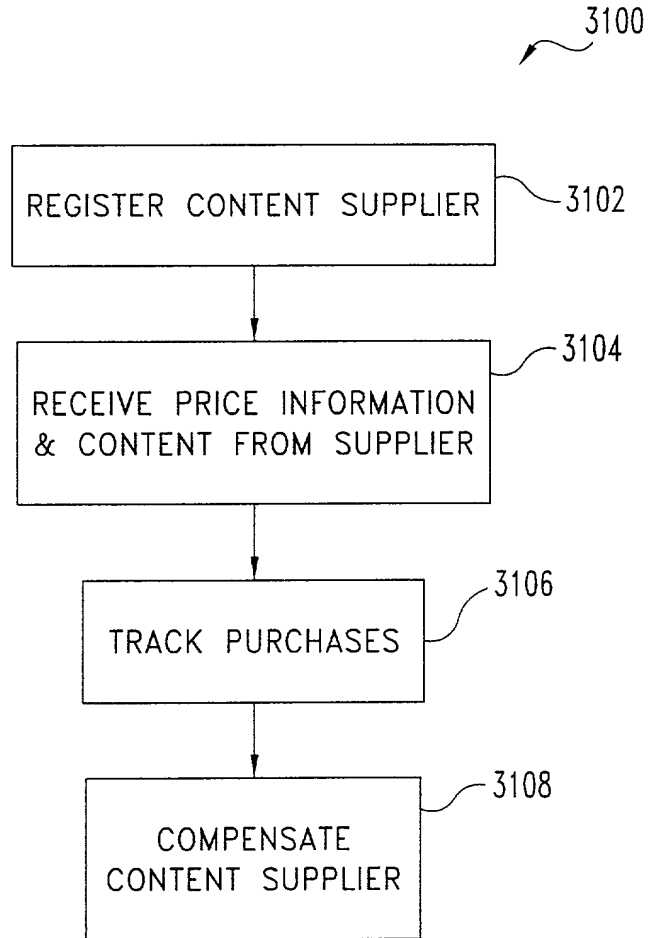 3100
REGISTER CONTENT SUPPLIER
3102
RECEIVE PRICE INFORMATION
& CONTENT FROM SUPPLIER
3104
TRACK PURCHASES
3106
COMPENSATE
CONTENT SUPPLIER
3108